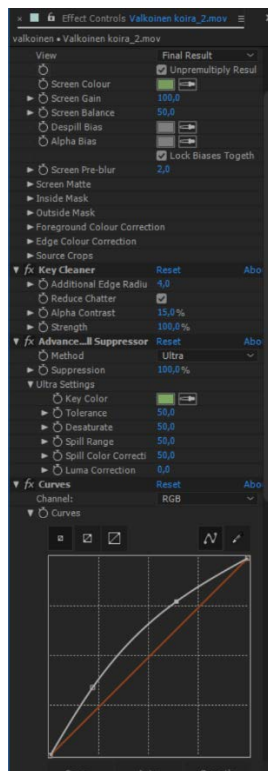 Effect Controls Valkoinen koira_2.mov
valkoinen • Valkoinen koira_2.mov
View Final Result
Unpremultiply Resul
Screen Colour
Screen Gain 100,0
Screen Balance 50,0
Despill Bias
Alpha Bias
Lock Biases Togeth
Screen Pre-blur 2,0
Screen Matte
Inside Mask
Outside Mask
Foreground Colour Correction
Edge Colour Correction
Source Crops
fx Key Cleaner Reset Abo
Additional Edge Radiu 4,0
Reduce Chatter
Alpha Contrast 15,0%
Strength 100,0%
fx Advance...ll Suppressor Reset Abo
Method Ultra
Suppression 100,0%
Ultra Settings
Key Color
Tolerance 50,0
Desaturate 50,0
Spill Range 50,0
Spill Color Correcti 50,0
Luma Correction 0,0
fx Curves Reset Abo
Channel: RGB
Curves